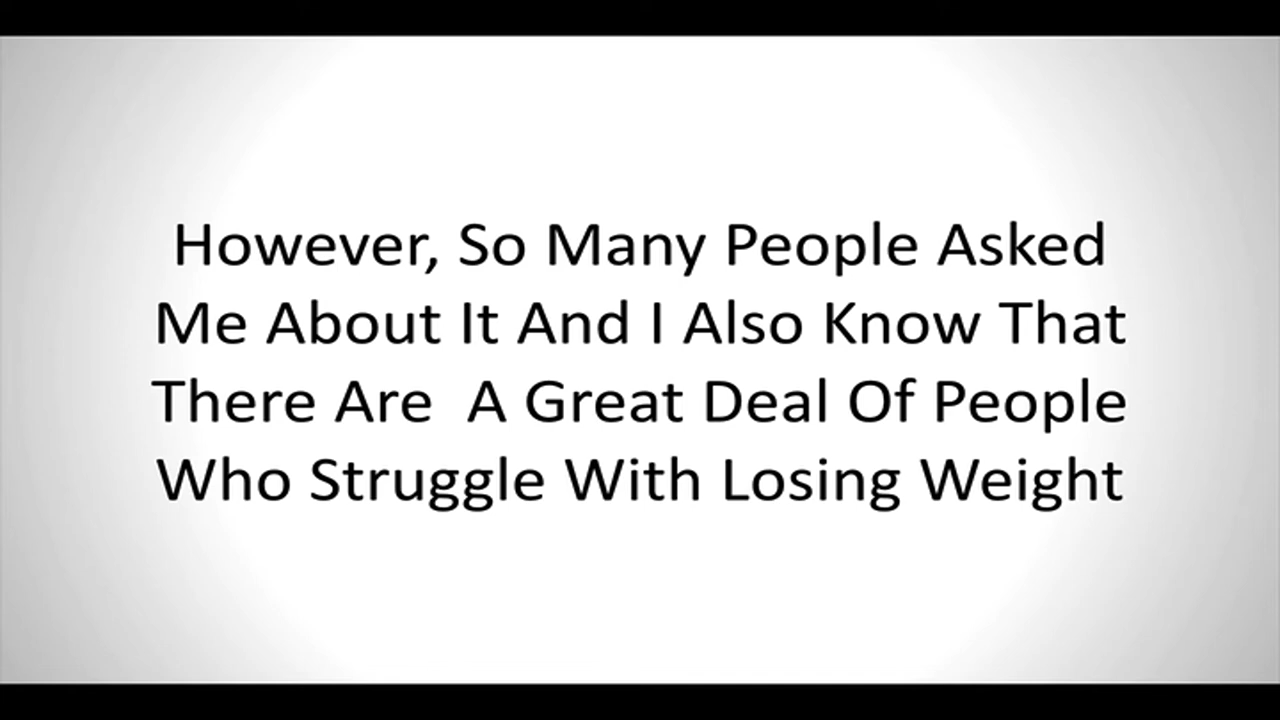 However, So Many People Asked
Me About It And I Also Know That
There Are  A Great Deal Of People
Who Struggle With Losing Weight